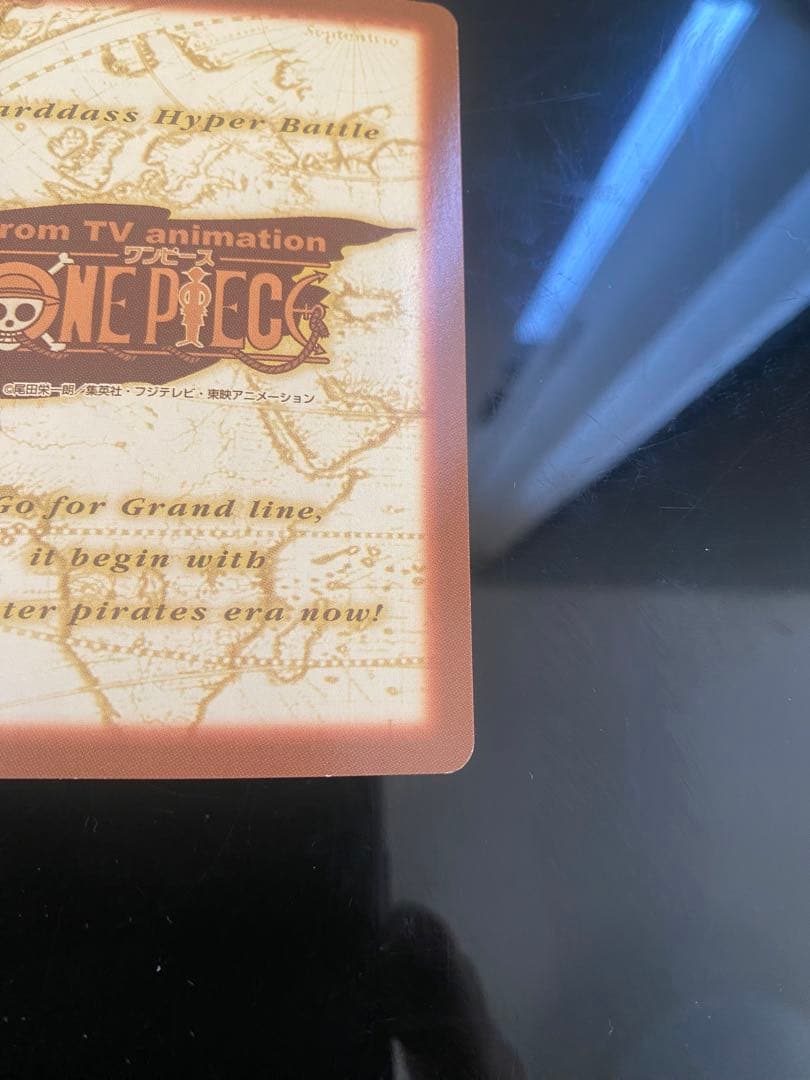 Septentrio
arddass Hyper Battle
rom TV animation
ワンピース
ONE PIECE
©尾田栄一朗／集英社・フジテレビ・東映アニメーション
Go for Grand line,
it begin with
ter pirates era now!